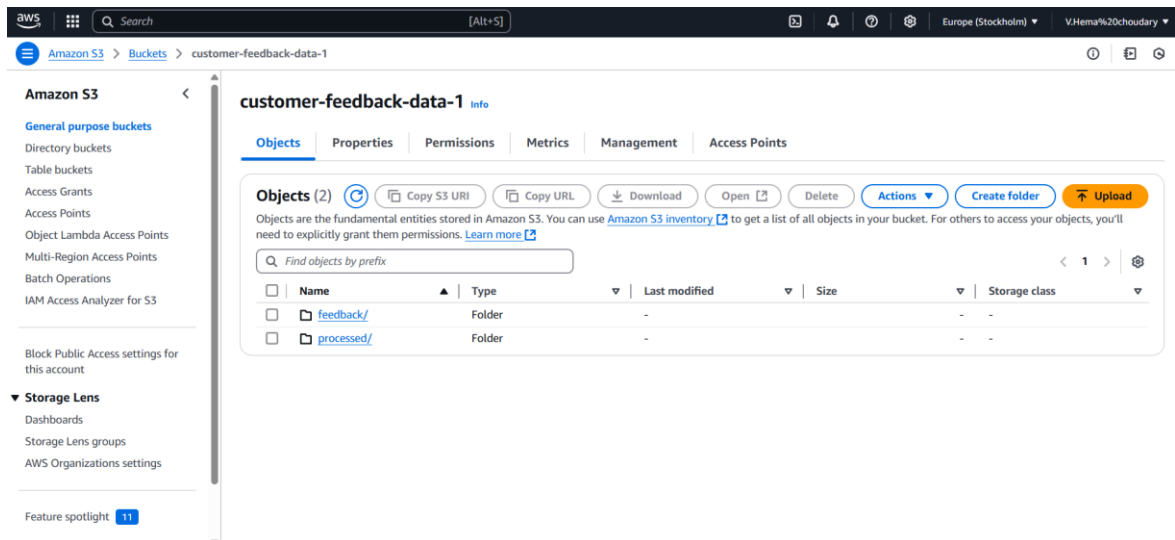 aws Search [Alt+S] Europe (Stockholm) ▼ V.Hema%20choudary ▼
Amazon S3 > Buckets > customer-feedback-data-1
Amazon S3
General purpose buckets
Directory buckets
Table buckets
Access Grants
Access Points
Object Lambda Access Points
Multi-Region Access Points
Batch Operations
IAM Access Analyzer for S3
Block Public Access settings for
this account
▼ Storage Lens
Dashboards
Storage Lens groups
AWS Organizations settings
Feature spotlight 11
customer-feedback-data-1 Info
Objects Properties Permissions Metrics Management Access Points
Objects (2) Copy S3 URI Copy URL Download Open Delete Actions ▼ Create folder Upload
Objects are the fundamental entities stored in Amazon S3. You can use Amazon S3 inventory to get a list of all objects in your bucket. For others to access your objects, you'll
need to explicitly grant them permissions. Learn more
Find objects by prefix < 1 >
Name ▲ Type ▽ Last modified ▽ Size ▽ Storage class ▽
feedback/ Folder - - -
processed/ Folder - - -